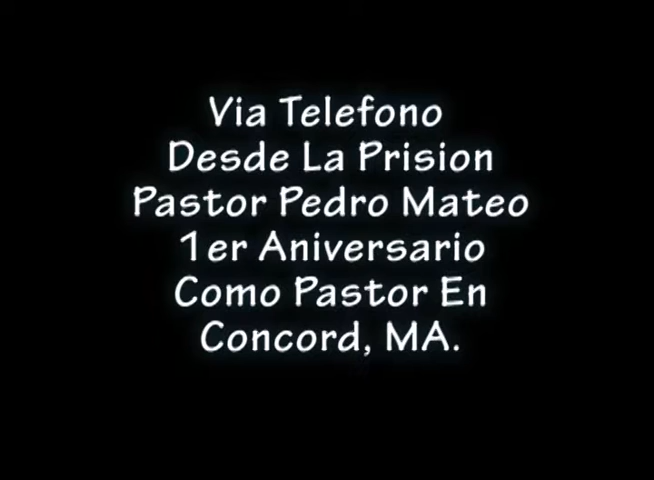 Via Telefono
Desde La Prision
Pastor Pedro Mateo
1er Aniversario
Como Pastor En
Concord, MA.